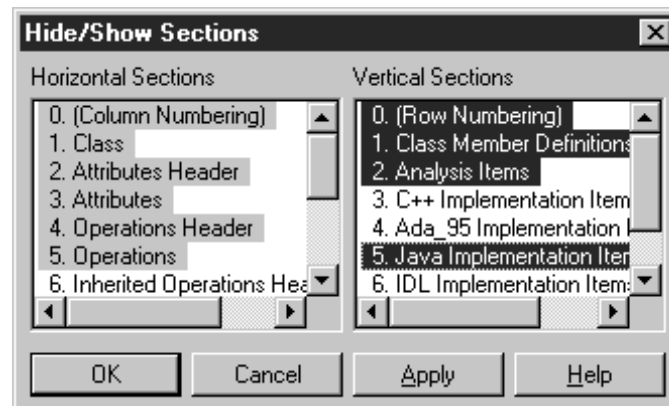 Hide/Show Sections
Horizontal Sections
0. (Column Numbering)
1. Class
2. Attributes Header
3. Attributes
4. Operations Header
5. Operations
6. Inherited Operations Hea
Vertical Sections
0. (Row Numbering)
1. Class Member Definitions
2. Analysis Items
3. C++ Implementation Item
4. Ada_95 Implementation I
5. Java Implementation Iter
6. IDL Implementation Item
OK
Cancel
Apply
Help